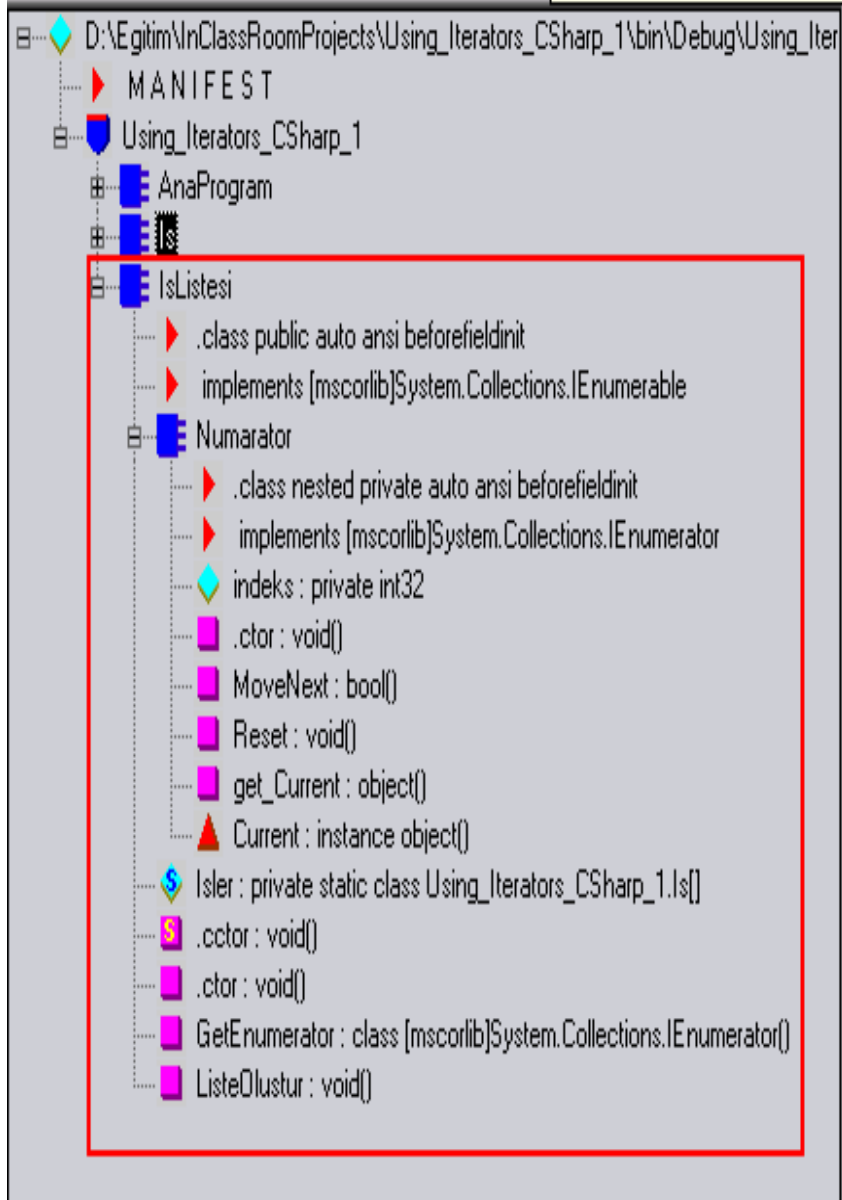 D:\Egitim\InClassRoomProjects\Using_Iterators_CSharp_1\bin\Debug\Using_Iter
M A N I F E S T
Using_Iterators_CSharp_1
AnaProgram
Is
IsListesi
.class public auto ansi beforefieldinit
implements [mscorlib]System.Collections.IEnumerable
Numarator
.class nested private auto ansi beforefieldinit
implements [mscorlib]System.Collections.IEnumerator
indeks : private int32
.ctor : void()
MoveNext : bool()
Reset : void()
get_Current : object()
Current : instance object()
S Isler : private static class Using_Iterators_CSharp_1.Is[]
S .cctor : void()
.ctor : void()
GetEnumerator : class [mscorlib]System.Collections.IEnumerator()
ListeOlustur : void()